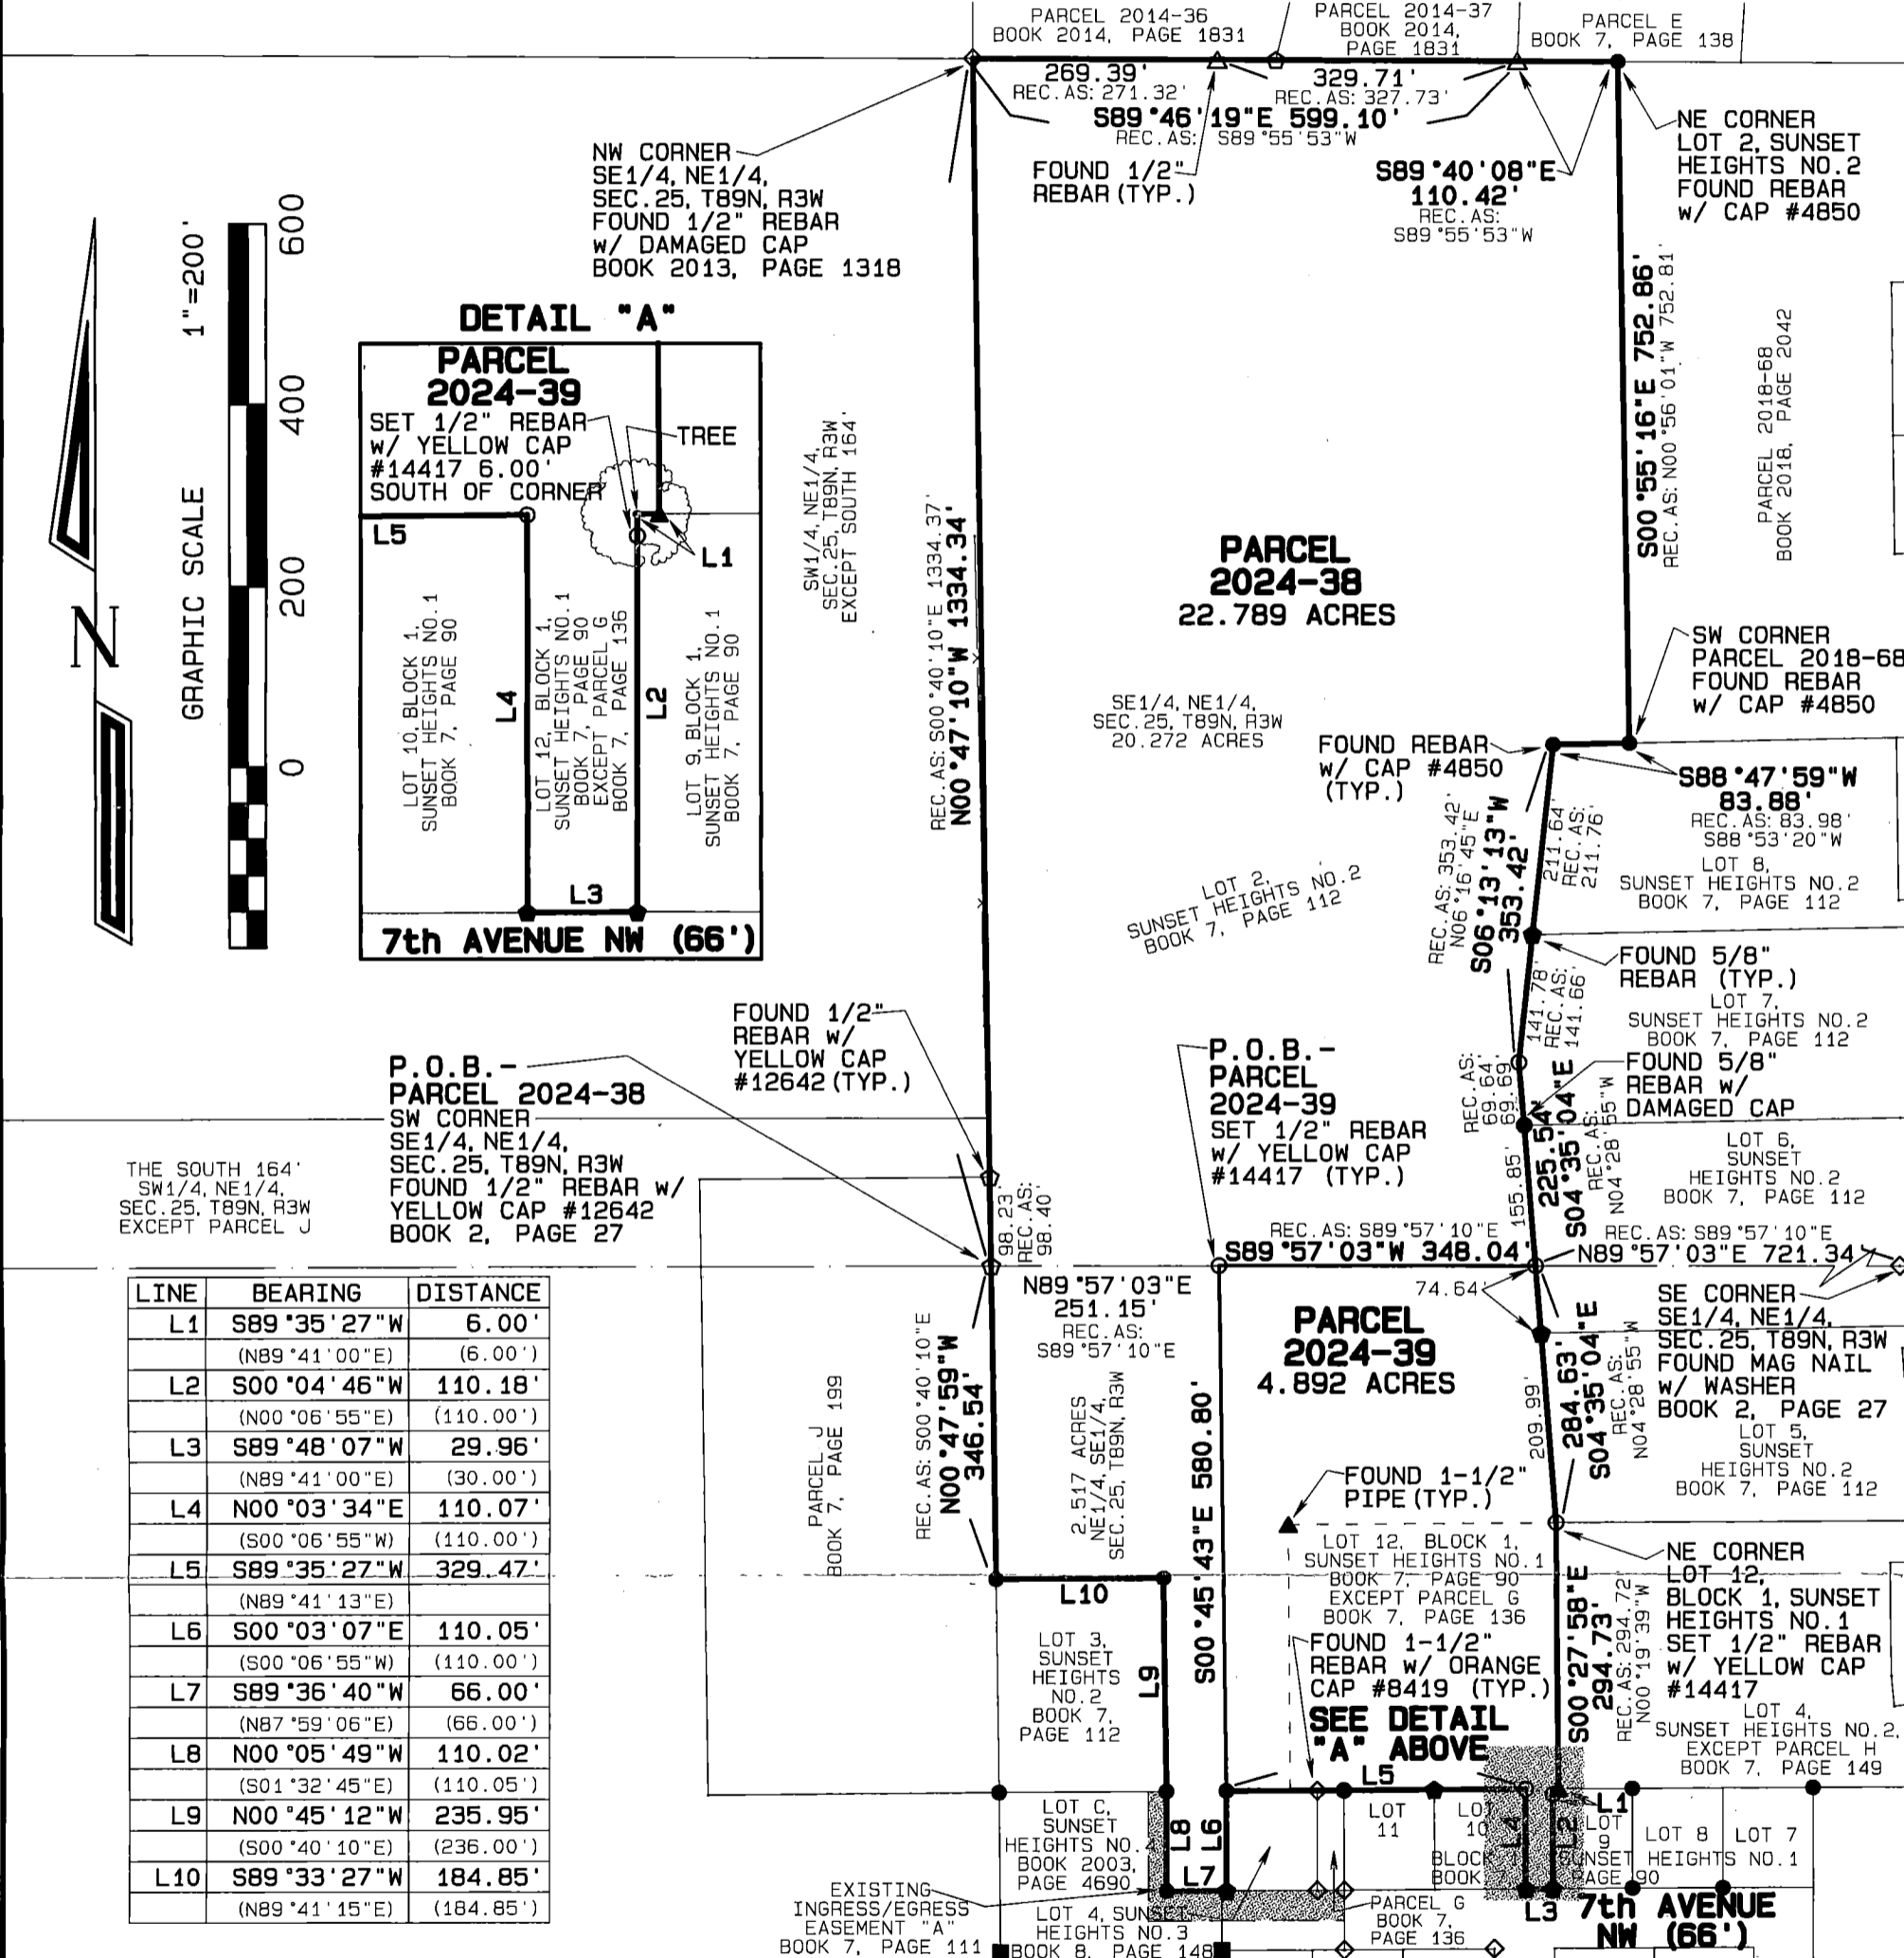 PARCEL 2014-36
BOOK 2014, PAGE 1831
PARCEL 2014-37
BOOK 2014,
PAGE 1831
PARCEL E
BOOK 7, PAGE 138
269.39'
REC.AS: 271.32'
329.71'
REC.AS: 327.73'
S89°46'19"E 599.10'
REC.AS: S89°55'53"W
NW CORNER
SE1/4, NE1/4,
SEC.25, T89N, R3W
FOUND 1/2" REBAR
w/ DAMAGED CAP
BOOK 2013, PAGE 1318
FOUND 1/2"
REBAR (TYP.)
S89°40'08"E
110.42'
REC.AS:
S89°55'53"W
NE CORNER
LOT 2, SUNSET
HEIGHTS NO.2
FOUND REBAR
w/ CAP #4850
1"=200'
GRAPHIC SCALE
600
400
200
0
N
DETAIL "A"
PARCEL
2024-39
SET 1/2" REBAR
w/ YELLOW CAP
#14417 6.00'
SOUTH OF CORNER
TREE
L5
L1
L4
L2
L3
LOT 10, BLOCK 1,
SUNSET HEIGHTS NO.1
BOOK 7, PAGE 90
LOT 12, BLOCK 1,
SUNSET HEIGHTS NO.1
BOOK 7, PAGE 90
EXCEPT PARCEL G
BOOK 7, PAGE 136
LOT 9, BLOCK 1,
SUNSET HEIGHTS NO.1
BOOK 7, PAGE 90
7th AVENUE NW (66')
SW1/4, NE1/4,
SEC.25, T89N, R3W
EXCEPT SOUTH 164'
REC.AS: S00°40'10"E 1334.37'
N00°47'10"W 1334.34'
S00°55'16"E 752.86'
REC.AS: N00°56'01"W 752.81'
PARCEL 2018-68
BOOK 2018, PAGE 2042
PARCEL
2024-38
22.789 ACRES
SE1/4, NE1/4,
SEC.25, T89N, R3W
20.272 ACRES
SW CORNER
PARCEL 2018-68
FOUND REBAR
w/ CAP #4850
FOUND REBAR
w/ CAP #4850
(TYP.)
S88°47'59"W
83.88'
REC.AS: 83.98'
S88°53'20"W
LOT 8,
SUNSET HEIGHTS NO.2
BOOK 7, PAGE 112
REC.AS: 353.42'
N06°16'45"E
S06°13'13"W
353.42'
211.64'
REC.AS:
211.76'
LOT 2,
SUNSET HEIGHTS NO.2
BOOK 7, PAGE 112
FOUND 5/8"
REBAR (TYP.)
141.78'
REC.AS:
141.66'
LOT 7,
SUNSET HEIGHTS NO.2
BOOK 7, PAGE 112
FOUND 1/2"
REBAR w/
YELLOW CAP
#12642 (TYP.)
P.O.B.-
PARCEL 2024-38
SW CORNER
SE1/4, NE1/4,
SEC.25, T89N, R3W
FOUND 1/2" REBAR w/
YELLOW CAP #12642
BOOK 2, PAGE 27
P.O.B.-
PARCEL
2024-39
SET 1/2" REBAR
w/ YELLOW CAP
#14417 (TYP.)
REC.AS:
69.64'
69.69'
FOUND 5/8"
REBAR w/
DAMAGED CAP
155.85'
225.54'
S04°35'04"E
REC.AS:
N04°28'55"W
LOT 6,
SUNSET
HEIGHTS NO.2
BOOK 7, PAGE 112
THE SOUTH 164'
SW1/4, NE1/4,
SEC.25, T89N, R3W
EXCEPT PARCEL J
98.23'
REC.AS:
98.40'
REC.AS: S89°57'10"E
S89°57'03"W 348.04'
REC.AS: S89°57'10"E
N89°57'03"E 721.34'
N89°57'03"E
251.15'
REC.AS:
S89°57'10"E
74.64'
SE CORNER
SE1/4, NE1/4,
SEC.25, T89N, R3W
FOUND MAG NAIL
w/ WASHER
BOOK 2, PAGE 27
LINE BEARING DISTANCE
L1 S89°35'27"W 6.00'
(N89°41'00"E) (6.00')
L2 S00°04'46"W 110.18'
(N00°06'55"E) (110.00')
L3 S89°48'07"W 29.96'
(N89°41'00"E) (30.00')
L4 N00°03'34"E 110.07'
(S00°06'55"W) (110.00')
L5 S89°35'27"W 329.47'
(N89°41'13"E)
L6 S00°03'07"E 110.05'
(S00°06'55"W) (110.00')
L7 S89°36'40"W 66.00'
(N87°59'06"E) (66.00')
L8 N00°05'49"W 110.02'
(S01°32'45"E) (110.05')
L9 N00°45'12"W 235.95'
(S00°40'10"E) (236.00')
L10 S89°33'27"W 184.85'
(N89°41'15"E) (184.85')
PARCEL J
BOOK 7, PAGE 199
REC.AS: S00°40'10"E
N00°47'59"W
346.54'
2.517 ACRES
NE1/4, SE1/4,
SEC.25, T89N, R3W
S00°45'43"E 580.80'
PARCEL
2024-39
4.892 ACRES
209.99'
284.63'
S04°35'04"E
REC.AS:
N04°28'55"W
LOT 5,
SUNSET
HEIGHTS NO.2
BOOK 7, PAGE 112
FOUND 1-1/2"
PIPE (TYP.)
LOT 12, BLOCK 1,
SUNSET HEIGHTS NO.1
BOOK 7, PAGE 90
EXCEPT PARCEL G
BOOK 7, PAGE 136
FOUND 1-1/2"
REBAR w/ ORANGE
CAP #8419 (TYP.)
SEE DETAIL
"A" ABOVE
S00°27'58"E
294.73'
REC.AS: 294.72'
N00°19'39"W
NE CORNER
LOT 12,
BLOCK 1, SUNSET
HEIGHTS NO.1
SET 1/2" REBAR
w/ YELLOW CAP
#14417
LOT 4,
SUNSET HEIGHTS NO.2,
EXCEPT PARCEL H
BOOK 7, PAGE 149
L10
LOT 3,
SUNSET
HEIGHTS
NO.2
BOOK 7,
PAGE 112
L9
L5
L1
LOT C,
SUNSET
HEIGHTS NO.4
BOOK 2003,
PAGE 4690
L8
L6
L7
LOT
11
LOT
10
L4
L2
LOT
9
LOT 8
LOT 7
BLOCK
SUNSET HEIGHTS NO.1
BOOK
PAGE 90
L3
7th AVENUE
NW (66')
EXISTING
INGRESS/EGRESS
EASEMENT "A"
BOOK 7, PAGE 111
LOT 4, SUNSET
HEIGHTS NO.3
BOOK 8, PAGE 148
PARCEL G
BOOK 7,
PAGE 136